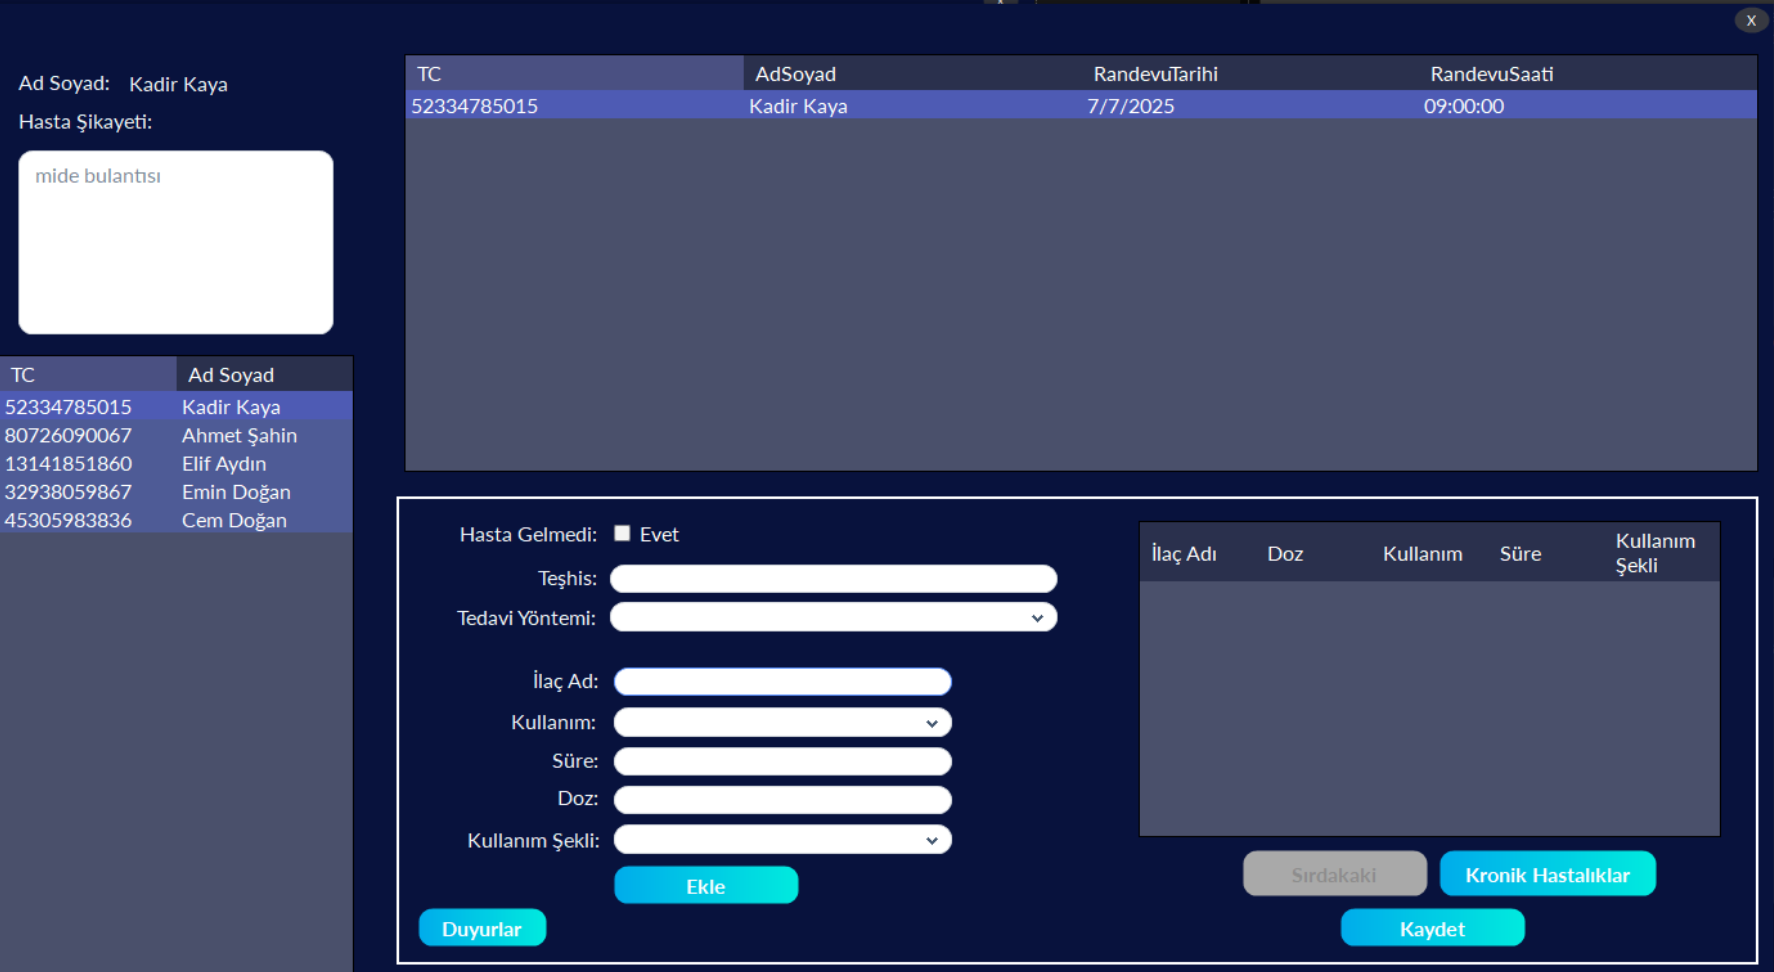 X
Ad Soyad: Kadir Kaya
Hasta Şikayeti:
mide bulantısı
TC AdSoyad RandevuTarihi RandevuSaati
52334785015 Kadir Kaya 7/7/2025 09:00:00
TC Ad Soyad
52334785015 Kadir Kaya
80726090067 Ahmet Şahin
13141851860 Elif Aydın
32938059867 Emin Doğan
45305983836 Cem Doğan
Hasta Gelmedi: Evet
Teşhis:
Tedavi Yöntemi:
İlaç Ad:
Kullanım:
Süre:
Doz:
Kullanım Şekli:
Ekle
Duyurlar
İlaç Adı Doz Kullanım Süre Kullanım
Şekli
Sırdakaki Kronik Hastalıklar
Kaydet